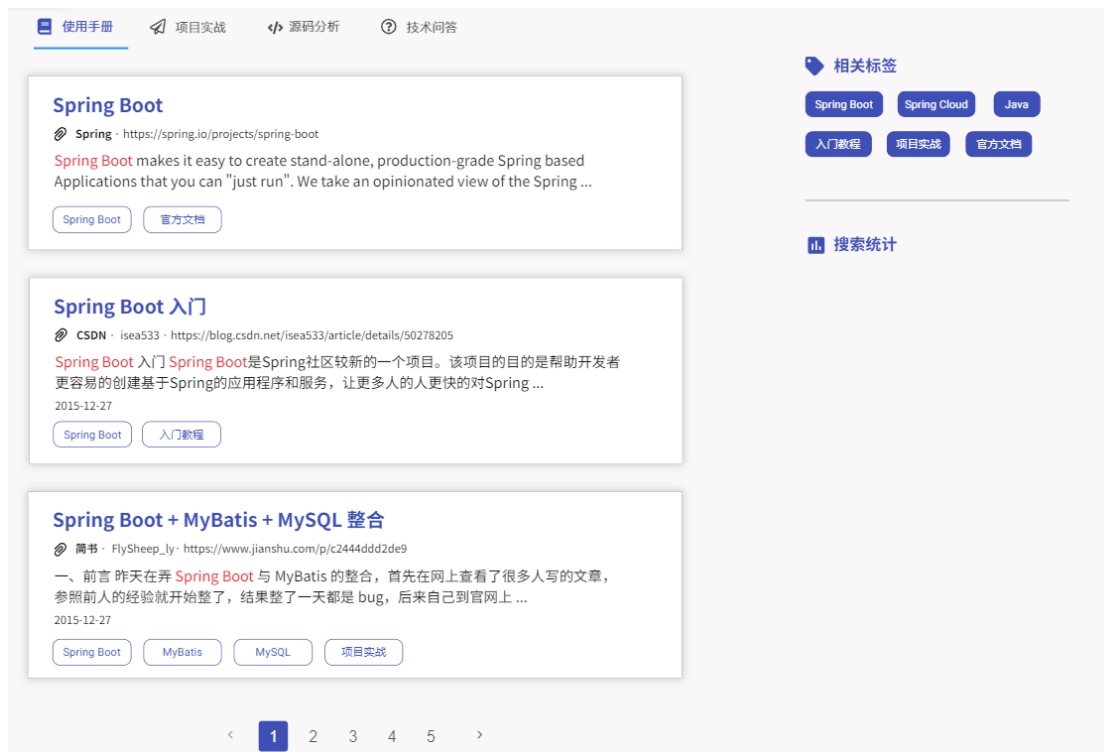 使用手册 项目实战 源码分析 技术问答
Spring Boot
Spring · https://spring.io/projects/spring-boot
Spring Boot makes it easy to create stand-alone, production-grade Spring based
Applications that you can "just run". We take an opinionated view of the Spring ...
Spring Boot 官方文档
Spring Boot 入门
CSDN · isea533 · https://blog.csdn.net/isea533/article/details/50278205
Spring Boot 入门 Spring Boot是Spring社区较新的一个项目。该项目的目的是帮助开发者
更容易的创建基于Spring的应用程序和服务，让更多人的人更快的对Spring ...
2015-12-27
Spring Boot 入门教程
Spring Boot + MyBatis + MySQL 整合
简书 · FlySheep_ly · https://www.jianshu.com/p/c2444ddd2de9
一、前言 昨天在弄 Spring Boot 与 MyBatis 的整合，首先在网上查看了很多人写的文章，
参照前人的经验就开始整了，结果整了一天都是 bug，后来自己到官网上 ...
2015-12-27
Spring Boot MyBatis MySQL 项目实战
< 1 2 3 4 5 >
相关标签
Spring Boot Spring Cloud Java
入门教程 项目实战 官方文档
搜索统计